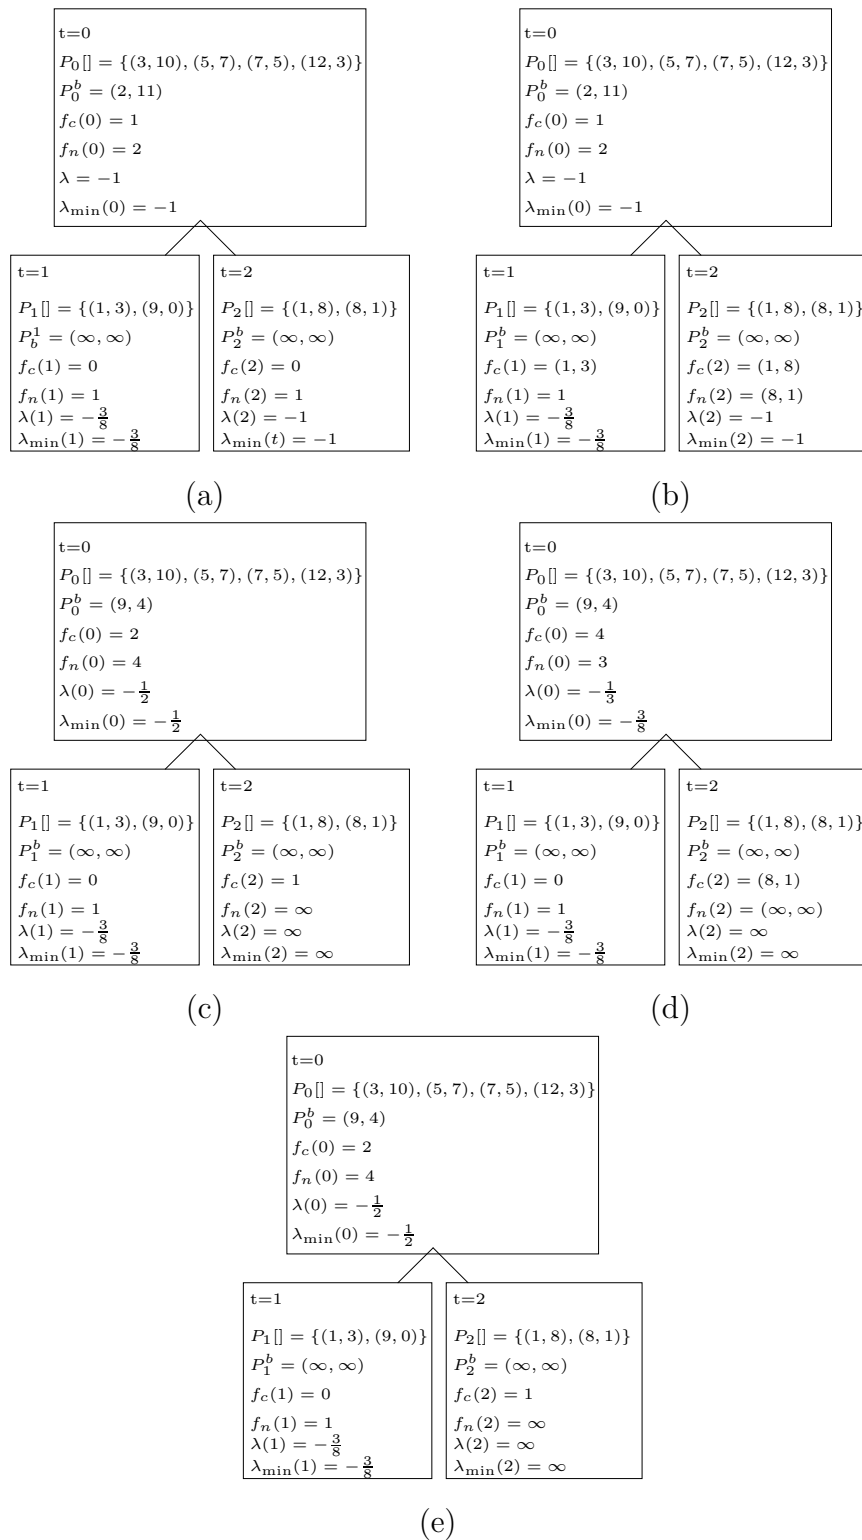 t=0
P_0[] = {(3, 10), (5, 7), (7, 5), (12, 3)}
P_0^b = (2, 11)
f_c(0) = 1
f_n(0) = 2
λ = −1
λ_min(0) = −1
t=1
P_1[] = {(1, 3), (9, 0)}
P_b^1 = (∞, ∞)
f_c(1) = 0
f_n(1) = 1
λ(1) = −3/8
λ_min(1) = −3/8
t=2
P_2[] = {(1, 8), (8, 1)}
P_2^b = (∞, ∞)
f_c(2) = 0
f_n(2) = 1
λ(2) = −1
λ_min(t) = −1
(a)
t=0
P_0[] = {(3, 10), (5, 7), (7, 5), (12, 3)}
P_0^b = (2, 11)
f_c(0) = 1
f_n(0) = 2
λ = −1
λ_min(0) = −1
t=1
P_1[] = {(1, 3), (9, 0)}
P_1^b = (∞, ∞)
f_c(1) = (1, 3)
f_n(1) = 1
λ(1) = −3/8
λ_min(1) = −3/8
t=2
P_2[] = {(1, 8), (8, 1)}
P_2^b = (∞, ∞)
f_c(2) = (1, 8)
f_n(2) = (8, 1)
λ(2) = −1
λ_min(2) = −1
(b)
t=0
P_0[] = {(3, 10), (5, 7), (7, 5), (12, 3)}
P_0^b = (9, 4)
f_c(0) = 2
f_n(0) = 4
λ(0) = −1/2
λ_min(0) = −1/2
t=1
P_1[] = {(1, 3), (9, 0)}
P_1^b = (∞, ∞)
f_c(1) = 0
f_n(1) = 1
λ(1) = −3/8
λ_min(1) = −3/8
t=2
P_2[] = {(1, 8), (8, 1)}
P_2^b = (∞, ∞)
f_c(2) = 1
f_n(2) = ∞
λ(2) = ∞
λ_min(2) = ∞
(c)
t=0
P_0[] = {(3, 10), (5, 7), (7, 5), (12, 3)}
P_0^b = (9, 4)
f_c(0) = 4
f_n(0) = 3
λ(0) = −1/3
λ_min(0) = −3/8
t=1
P_1[] = {(1, 3), (9, 0)}
P_1^b = (∞, ∞)
f_c(1) = 0
f_n(1) = 1
λ(1) = −3/8
λ_min(1) = −3/8
t=2
P_2[] = {(1, 8), (8, 1)}
P_2^b = (∞, ∞)
f_c(2) = (8, 1)
f_n(2) = (∞, ∞)
λ(2) = ∞
λ_min(2) = ∞
(d)
t=0
P_0[] = {(3, 10), (5, 7), (7, 5), (12, 3)}
P_0^b = (9, 4)
f_c(0) = 2
f_n(0) = 4
λ(0) = −1/2
λ_min(0) = −1/2
t=1
P_1[] = {(1, 3), (9, 0)}
P_1^b = (∞, ∞)
f_c(1) = 0
f_n(1) = 1
λ(1) = −3/8
λ_min(1) = −3/8
t=2
P_2[] = {(1, 8), (8, 1)}
P_2^b = (∞, ∞)
f_c(2) = 1
f_n(2) = ∞
λ(2) = ∞
λ_min(2) = ∞
(e)